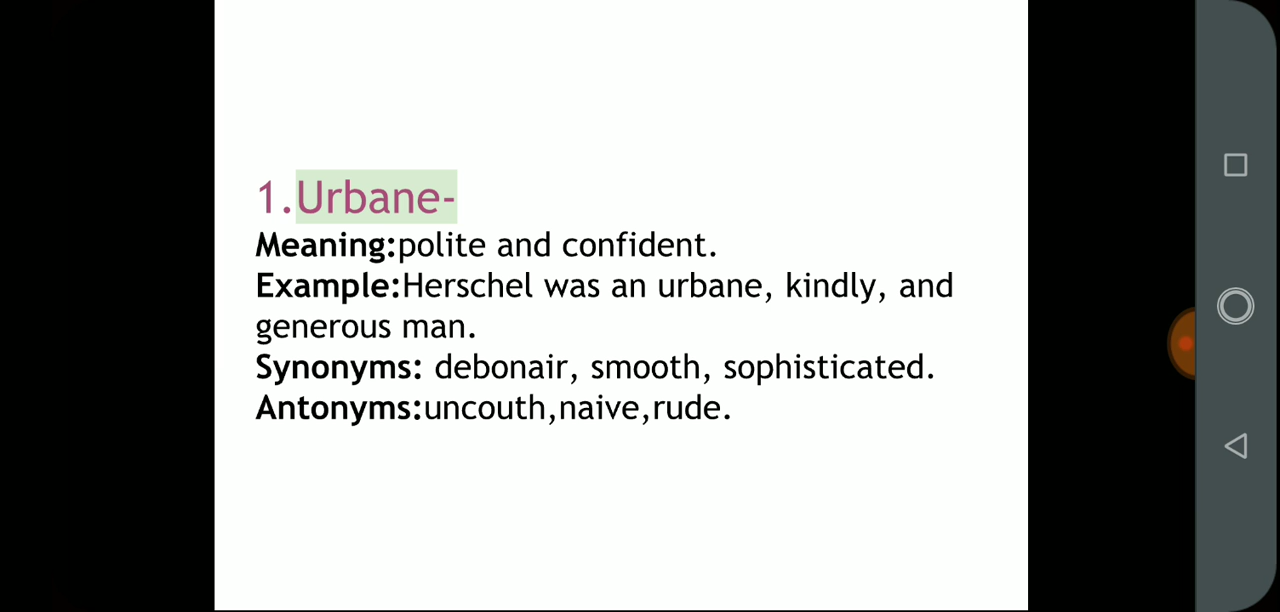 1.Urbane-
Meaning:polite and confident.
Example:Herschel was an urbane, kindly, and
generous man.
Synonyms: debonair, smooth, sophisticated.
Antonyms:uncouth,naive,rude.